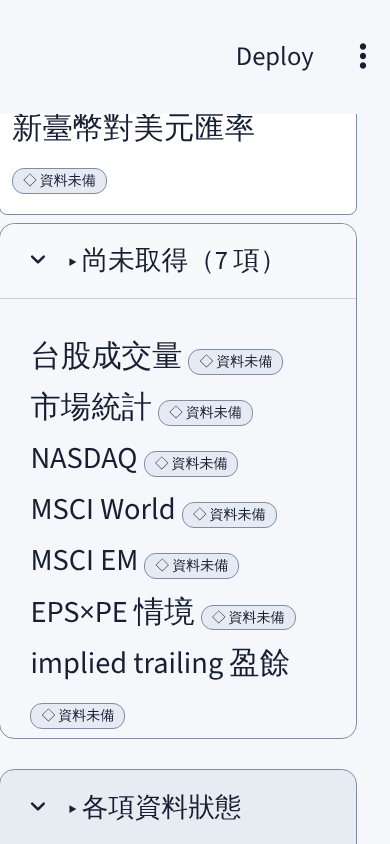 Deploy
新臺幣對美元匯率
◇ 資料未備
尚未取得（7 項）
台股成交量 ◇ 資料未備
市場統計 ◇ 資料未備
NASDAQ ◇ 資料未備
MSCI World ◇ 資料未備
MSCI EM ◇ 資料未備
EPS×PE 情境 ◇ 資料未備
implied trailing 盈餘
◇ 資料未備
各項資料狀態